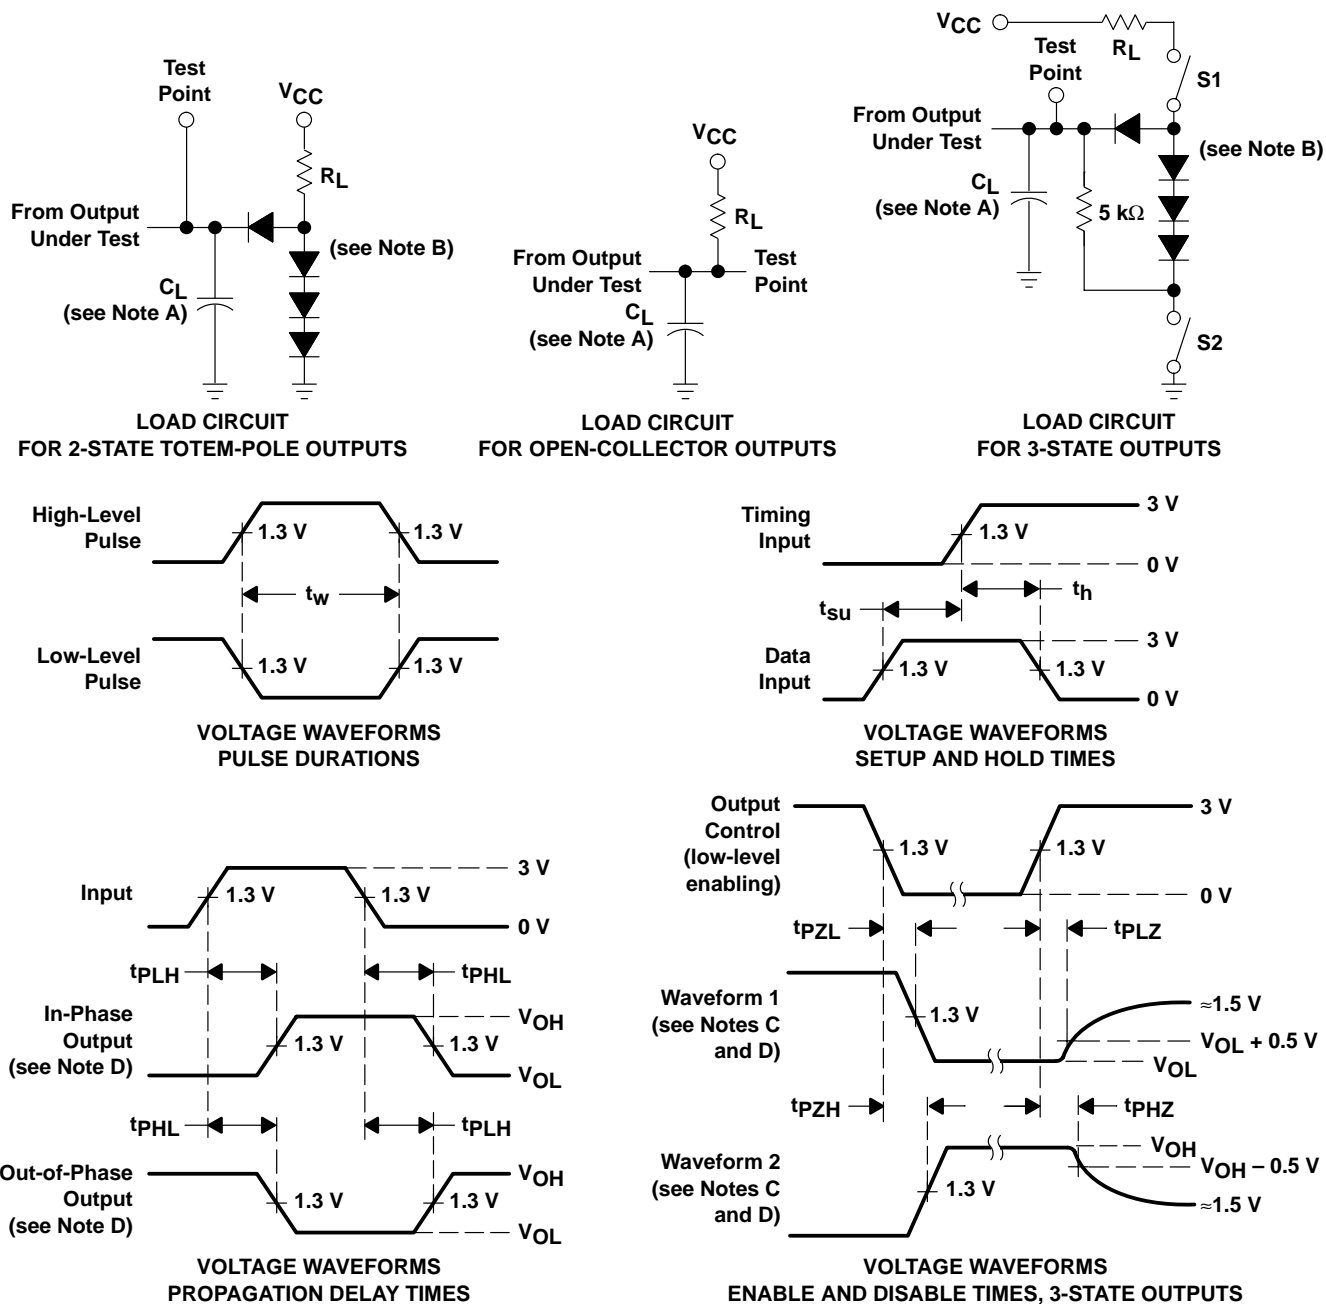 Test
Point
VCC
RL
From Output
Under Test
(see Note B)
CL
(see Note A)
LOAD CIRCUIT
FOR 2-STATE TOTEM-POLE OUTPUTS
VCC
RL
From Output
Under Test
Test
Point
CL
(see Note A)
LOAD CIRCUIT
FOR OPEN-COLLECTOR OUTPUTS
VCC
RL
Test
Point
S1
From Output
Under Test
(see Note B)
CL
(see Note A)
5 kΩ
S2
LOAD CIRCUIT
FOR 3-STATE OUTPUTS
High-Level
Pulse
1.3 V
1.3 V
tw
Low-Level
Pulse
1.3 V
1.3 V
VOLTAGE WAVEFORMS
PULSE DURATIONS
Timing
Input
1.3 V
3 V
0 V
tsu
th
Data
Input
1.3 V
1.3 V
3 V
0 V
VOLTAGE WAVEFORMS
SETUP AND HOLD TIMES
Input
1.3 V
1.3 V
3 V
0 V
tPLH
tPHL
In-Phase
Output
(see Note D)
1.3 V
1.3 V
VOH
VOL
tPHL
tPLH
Out-of-Phase
Output
(see Note D)
1.3 V
1.3 V
VOH
VOL
VOLTAGE WAVEFORMS
PROPAGATION DELAY TIMES
Output
Control
(low-level
enabling)
1.3 V
1.3 V
3 V
0 V
tPZL
tPLZ
Waveform 1
(see Notes C
and D)
1.3 V
≈1.5 V
VOL + 0.5 V
VOL
tPZH
tPHZ
Waveform 2
(see Notes C
and D)
1.3 V
VOH
VOH – 0.5 V
≈1.5 V
VOLTAGE WAVEFORMS
ENABLE AND DISABLE TIMES, 3-STATE OUTPUTS